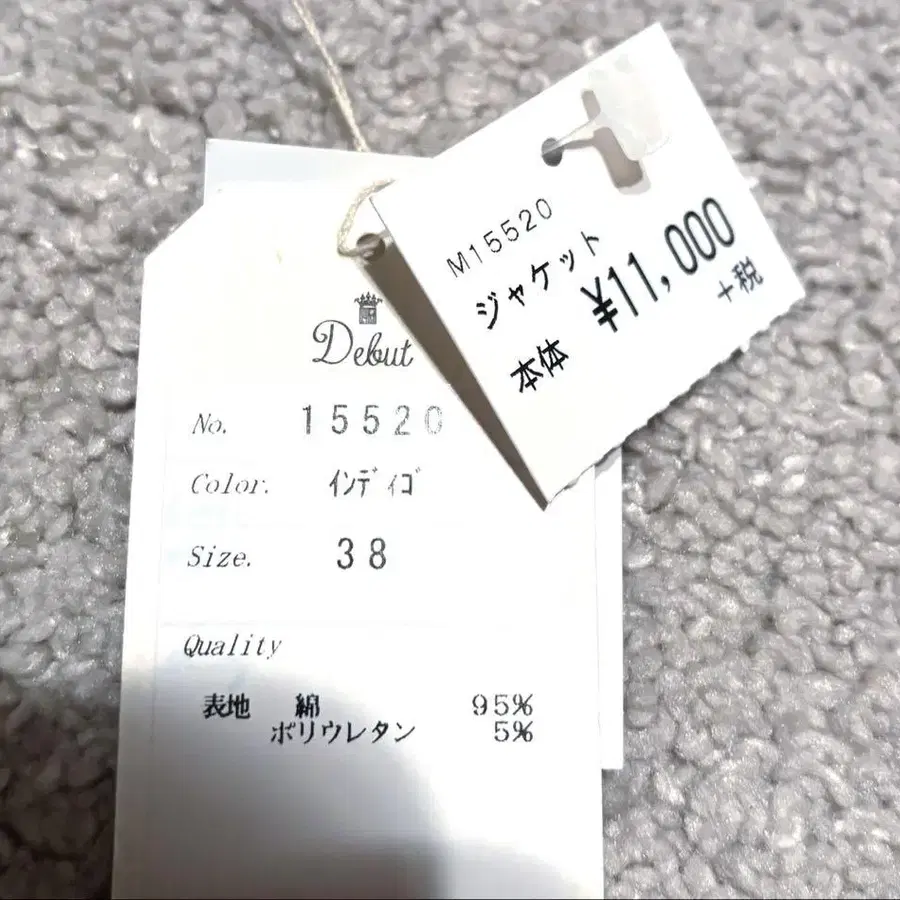 M15520
ジャケット
本体 ¥11,000
+税
Debut
No. 15520
Color. インディゴ
Size. 38
Quality
表地 綿 95%
ポリウレタン 5%